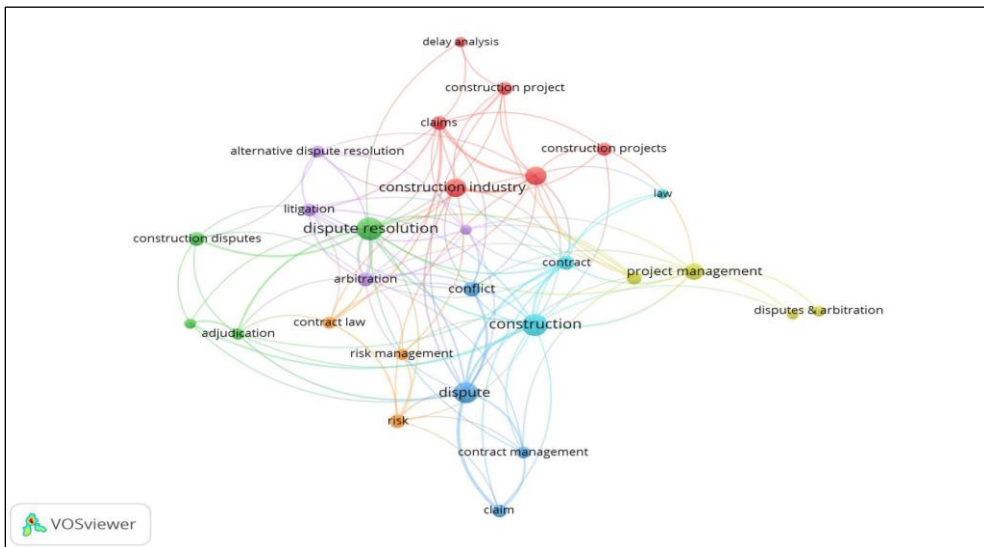 delay analysis
construction project
claims
alternative dispute resolution
construction projects
construction industry
law
litigation
dispute resolution
construction disputes
contract
project management
arbitration
conflict
disputes & arbitration
contract law
construction
adjudication
risk management
dispute
risk
contract management
claim
VOSviewer